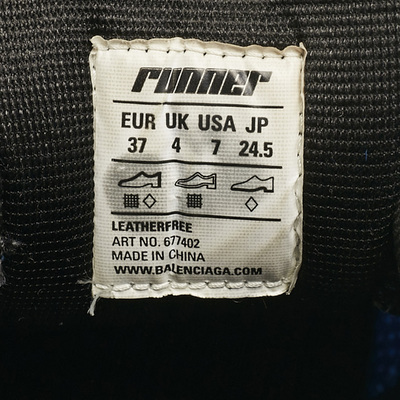 runner
EUR UK USA JP
37 4 7 24.5
LEATHERFREE
ART NO. 677402
MADE IN CHINA
WWW.BALENCIAGA.COM